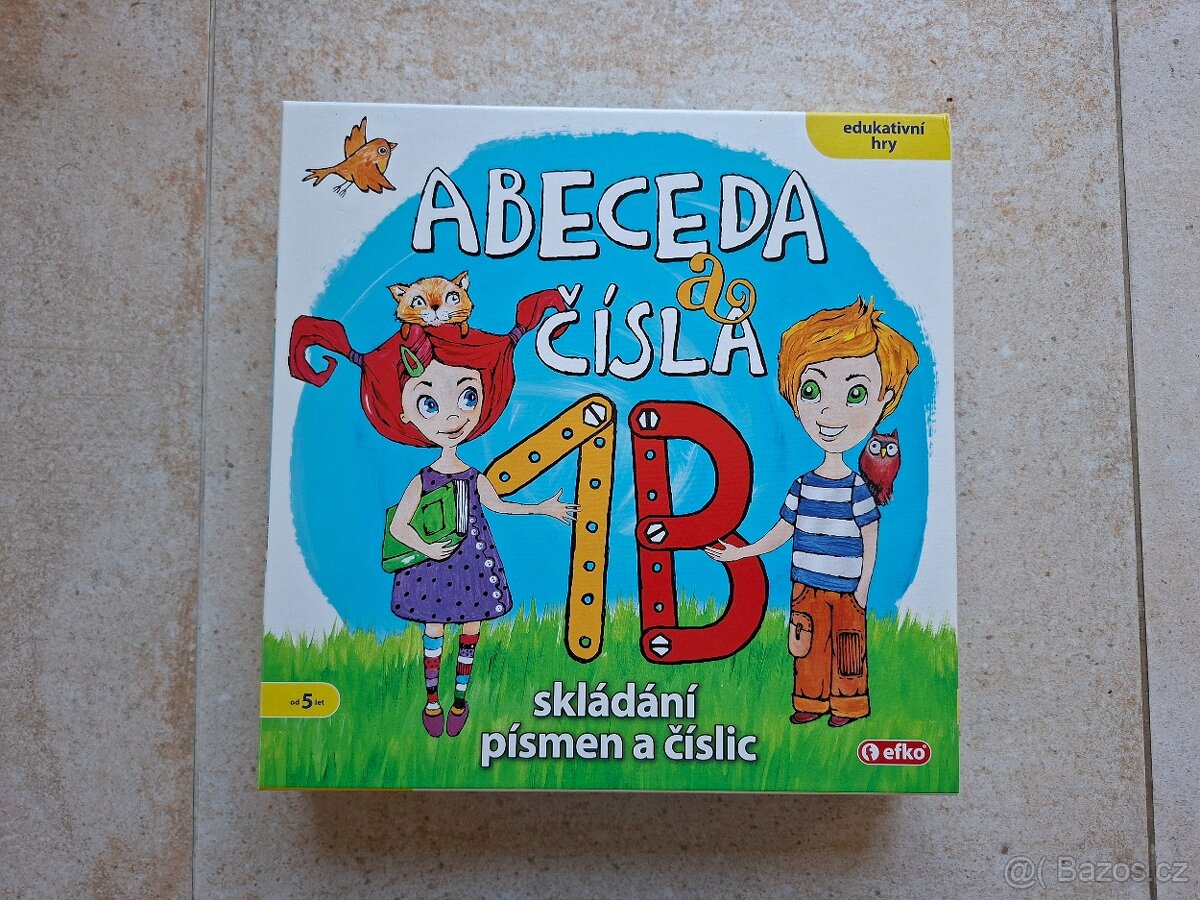 edukativní
hry
ABECEDA
a
ČÍSLA
1B
skládání
písmen a číslic
od 5 let
efko®
@( Bazos.cz